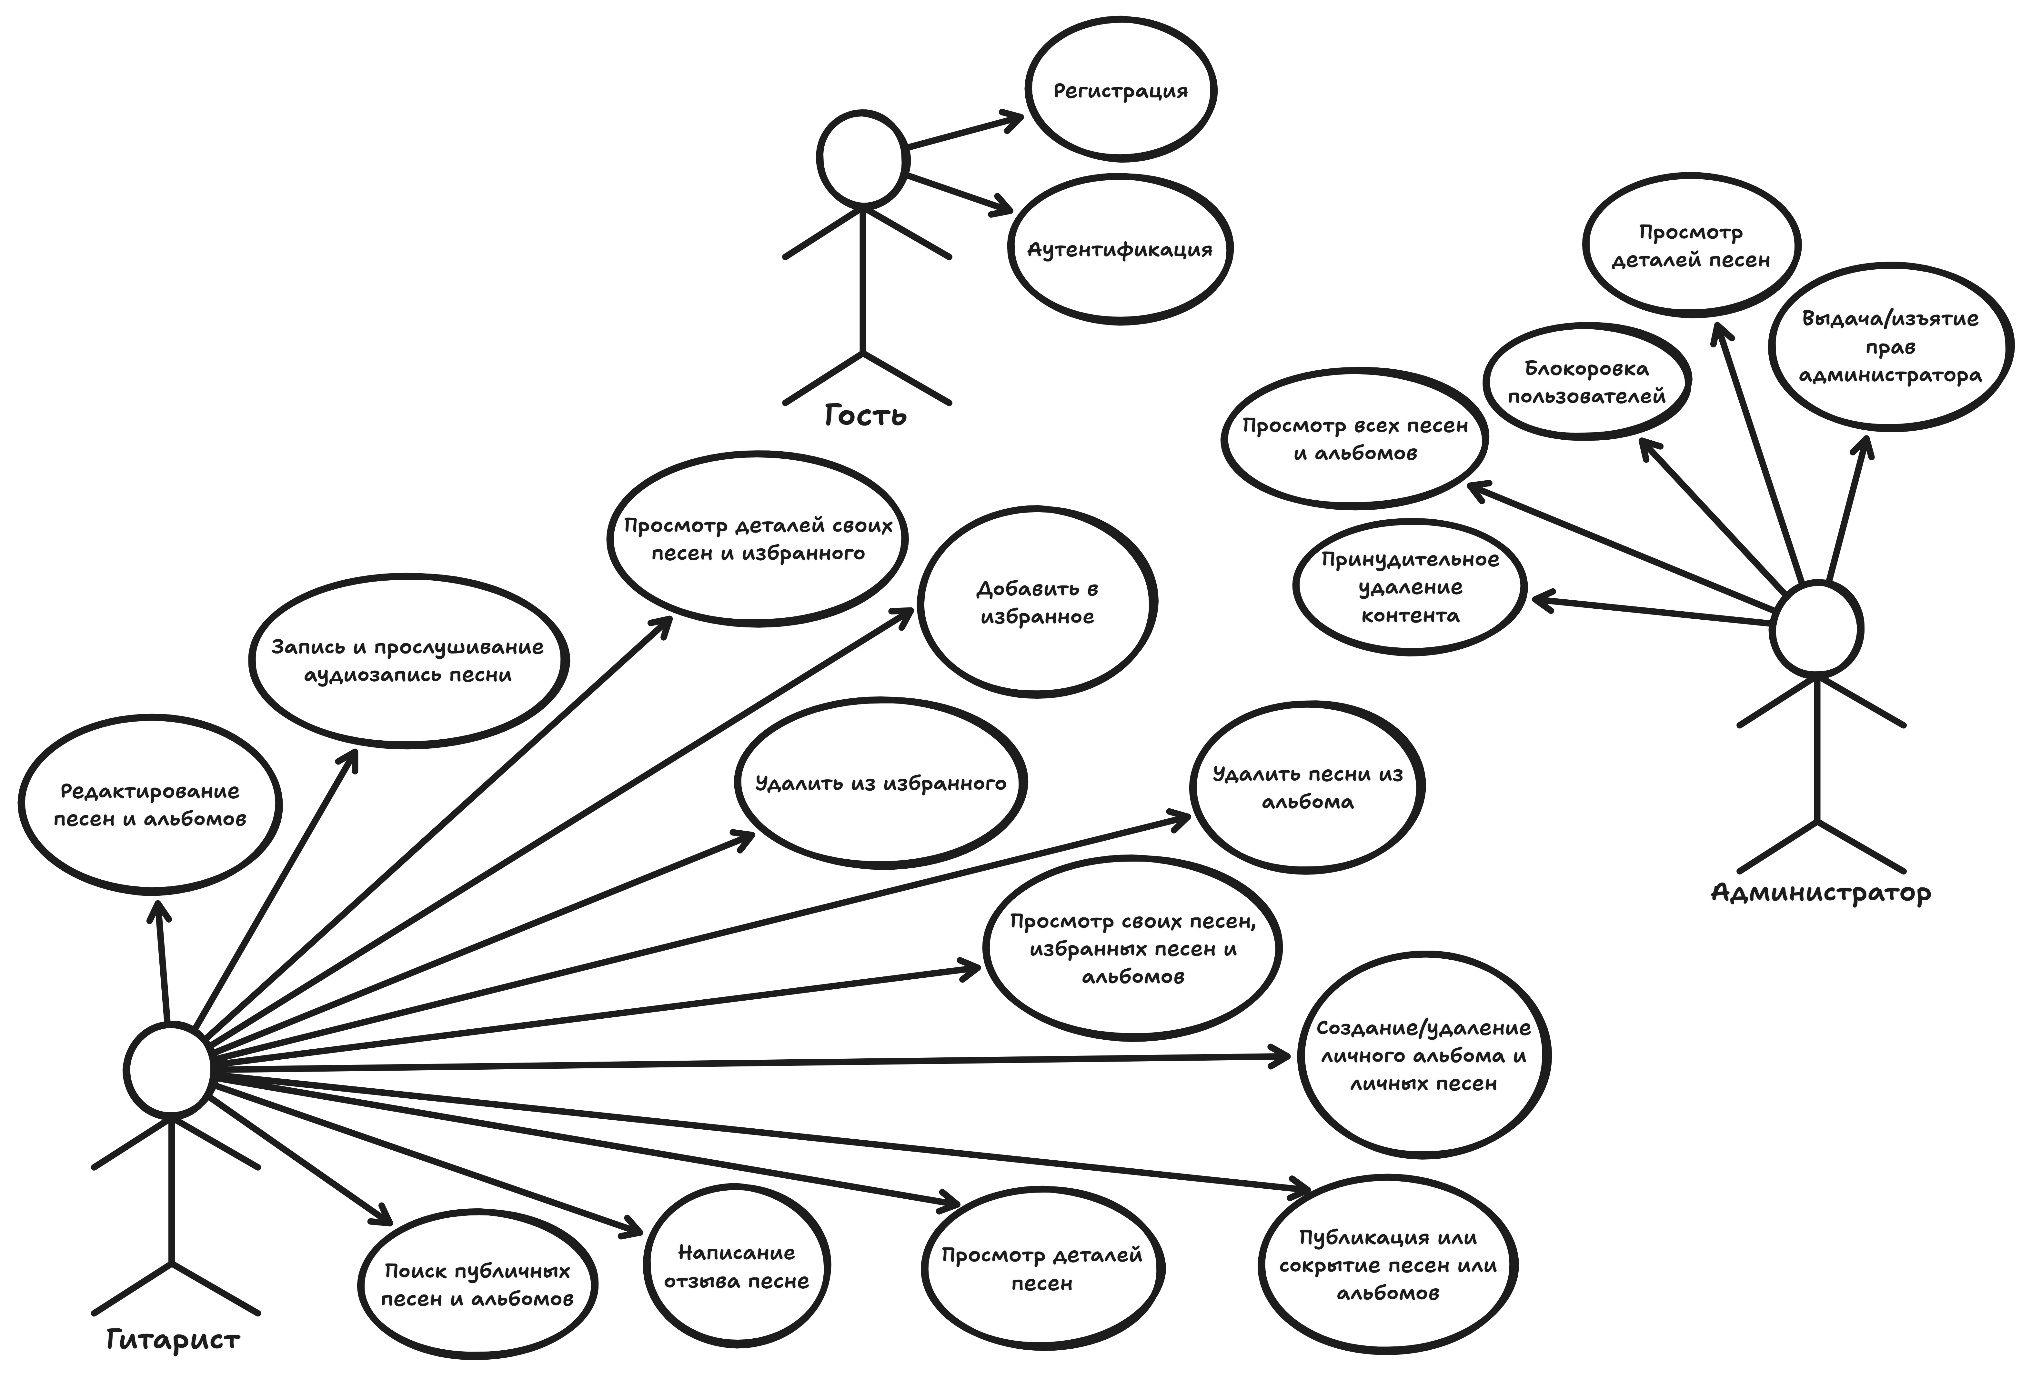 Регистрация
Аутентификация
Гость
Просмотр
деталей песен
Выдача/изъятие
прав
администратора
Блокоровка
пользователей
Просмотр всех песен
и альбомов
Принудительное
удаление
контента
Администратор
Просмотр деталей своих
песен и избранного
Добавить в
избранное
Запись и прослушивание
аудиозапись песни
Редактирование
песен и альбомов
Удалить из избранного
Удалить песни из
альбома
Просмотр своих песен,
избранных песен и
альбомов
Создание/удаление
личного альбома и
личных песен
Публикация или
сокрытие песен или
альбомов
Просмотр деталей
песен
Написание
отзыва песне
Поиск публичных
песен и альбомов
Гитарист